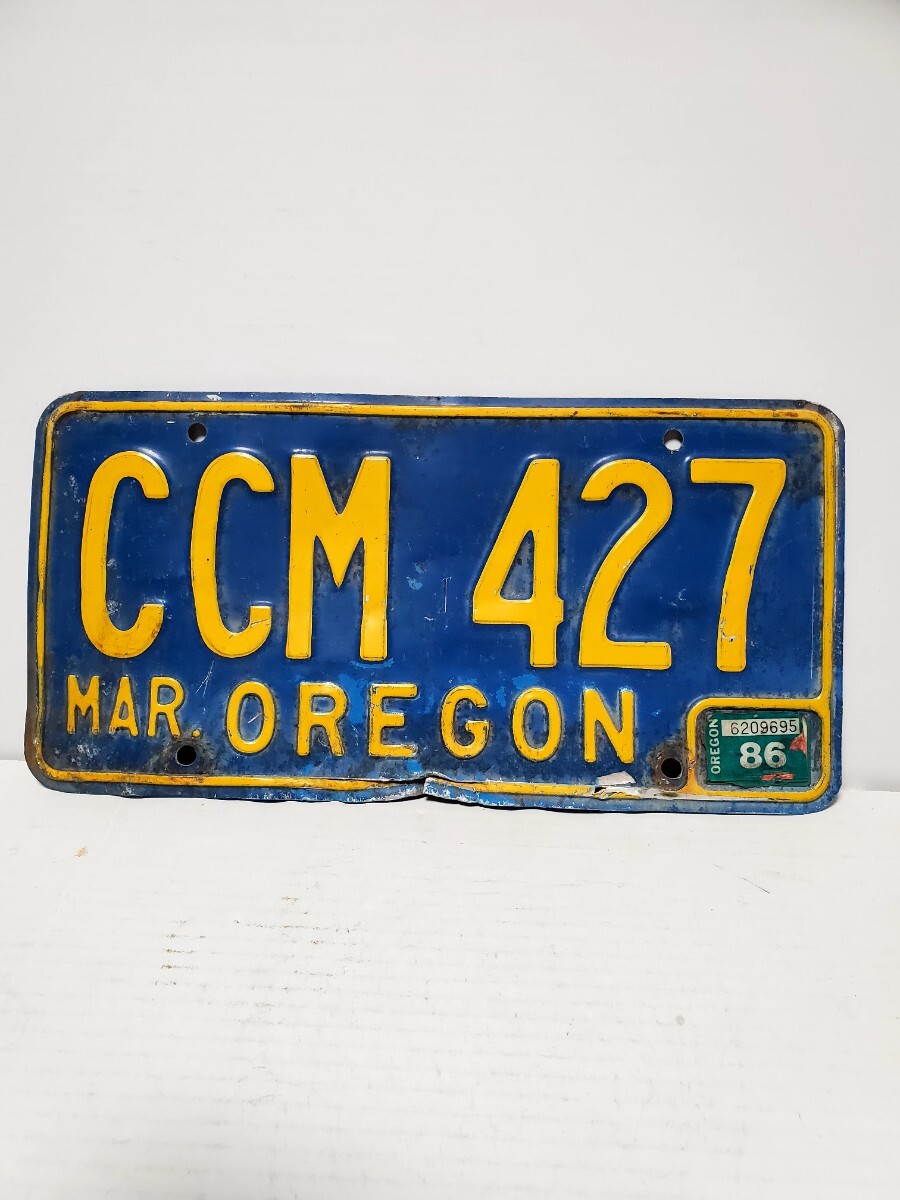 CCM 427
MAR. OREGON
OREGON
6209695
86